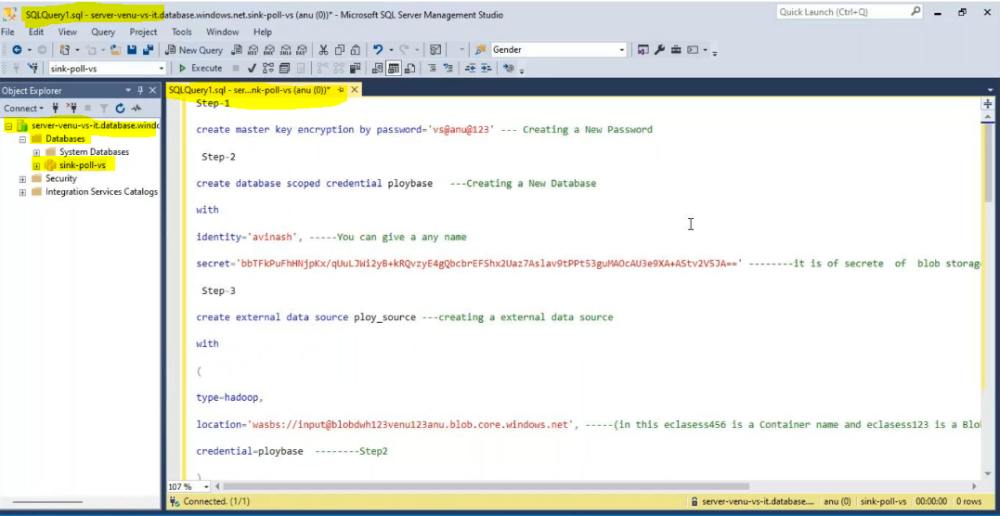 SQLQuery1.sql - server-venu-vs-it.database.windows.net.sink-poll-vs (anu (0))* - Microsoft SQL Server Management Studio
Quick Launch (Ctrl+Q)
File Edit View Query Project Tools Window Help
New Query
Gender
sink-poll-vs
Execute
Object Explorer
SQLQuery1.sql - ser...nk-poll-vs (anu (0))*
Connect
server-venu-vs-it.database.windo
Databases
System Databases
sink-poll-vs
Security
Integration Services Catalogs
Step-1
create master key encryption by password='vs@anu@123' --- Creating a New Password
Step-2
create database scoped credential ploybase ---Creating a New Database
with
identity='avinash', -----You can give a any name
secret='bbTFkPuFhHNjpKx/qUuLJWi2yB+kRQvzyE4gQbcbrEFShx2Uaz7Aslav9tPPt53guMAOcAU3e9XA+AStv2V5JA==' --------it is of secrete of blob storage
Step-3
create external data source ploy_source ---creating a external data source
with
(
type=hadoop,
location='wasbs://input@blobdwh123venu123anu.blob.core.windows.net', -----(in this eclasess456 is a Container name and eclasess123 is a Blo
credential=ploybase --------Step2
)
107 %
Connected. (1/1)
server-venu-vs-it.database.... anu (0) sink-poll-vs 00:00:00 0 rows